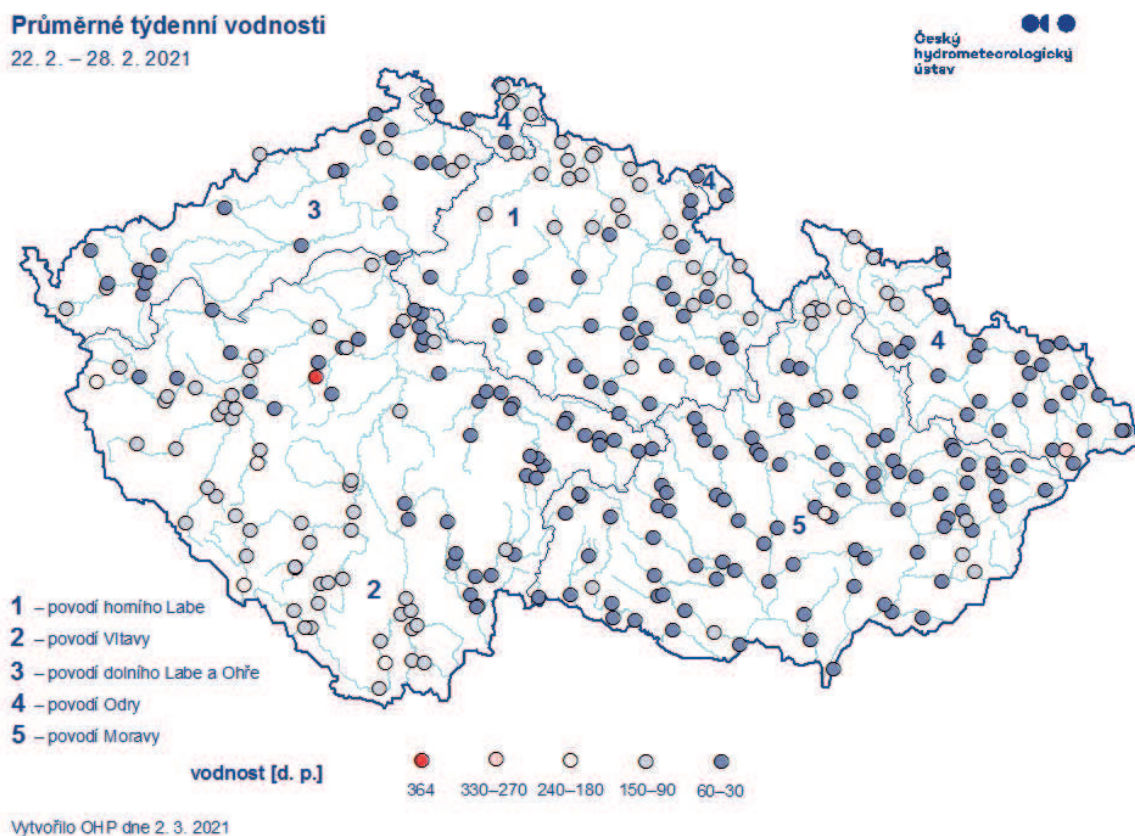 Průměrné týdenní vodnosti
22. 2. – 28. 2. 2021
Český
hydrometeorologický
ústav
4
4
3
1
4
5
2
1 – povodí horního Labe
2 – povodí Vltavy
3 – povodí dolního Labe a Ohře
4 – povodí Odry
5 – povodí Moravy
vodnost [d. p.]
364 330–270 240–180 150–90 60–30
Vytvořilo OHP dne 2. 3. 2021